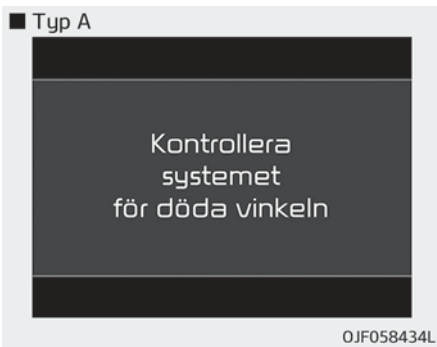 ■ Typ A
Kontrollera
systemet
för döda vinkeln
OJF058434L